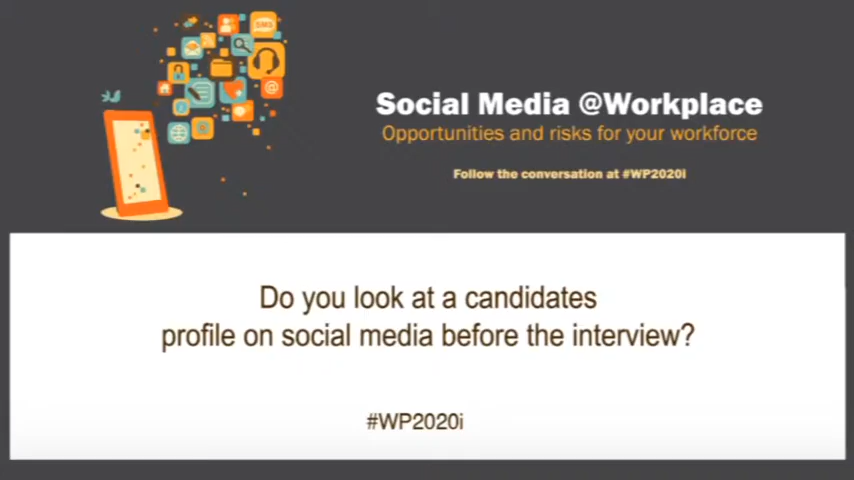 SMS
Social Media @Workplace
Opportunities and risks for your workforce
Follow the conversation at #WP2020i
Do you look at a candidates
profile on social media before the interview?
#WP2020i